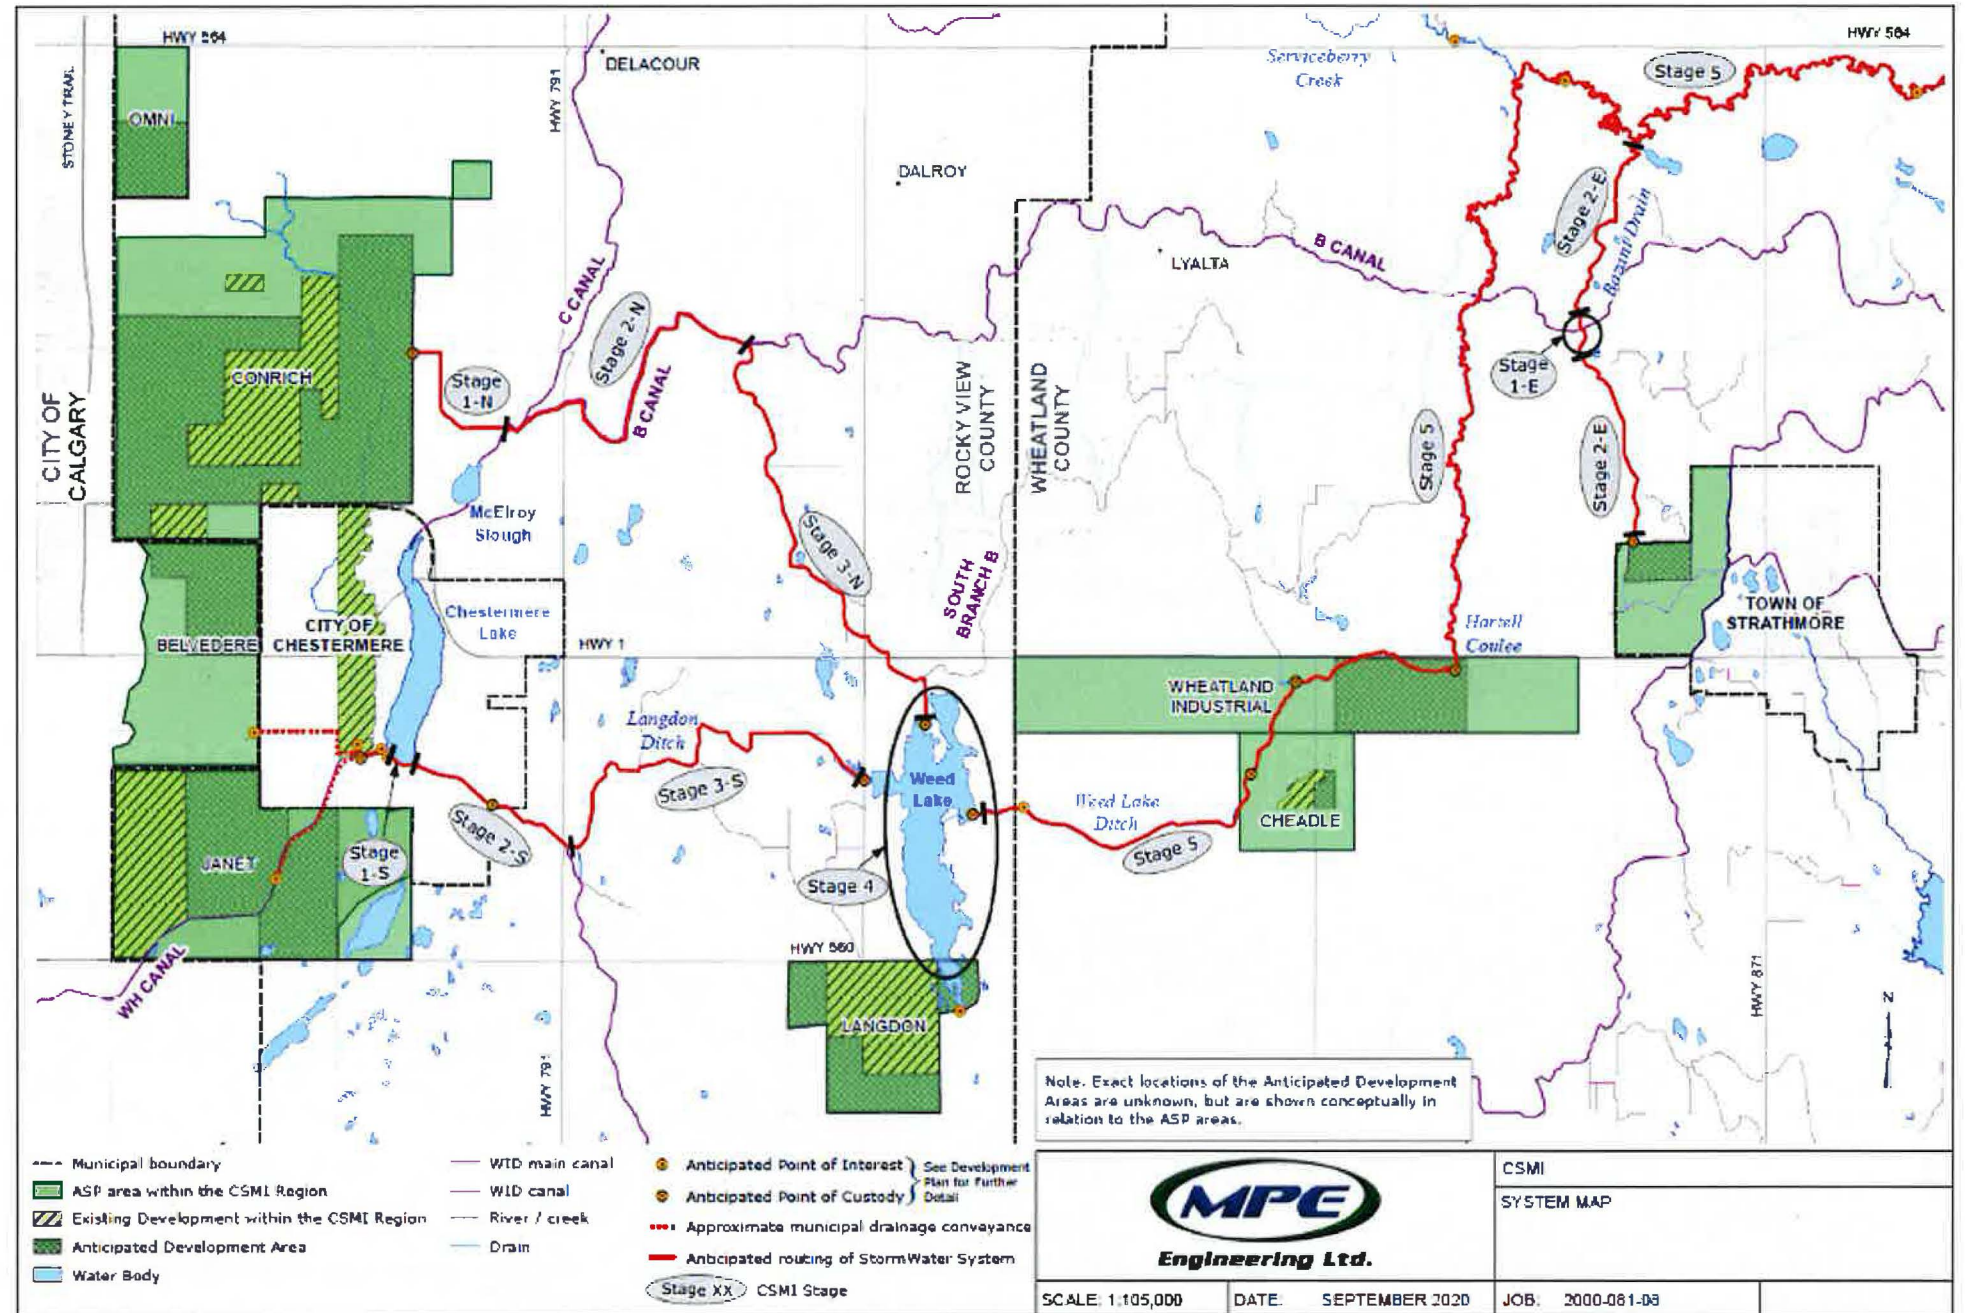 HWY 564
HWY 564
STONEY TRAIL
OMNI
HWY 791
DELACOUR
DALROY
Serviceberry
Creek
Stage 5
Stage 2-E
LYALTA
B CANAL
C CANAL
Stage 2-N
CONRICH
Stage
1-N
B CANAL
Stage
1-E
CITY OF
CALGARY
ROCKY VIEW
COUNTY
WHEATLAND
COUNTY
Stage 5
Stage 2-E
McElroy
Slough
Stage 3-N
SOUTH
BRANCH B
Chestermere
Lake
CITY OF
CHESTERMERE
BELVEDERE
HWY 1
Hartell
Coulee
TOWN OF
STRATHMORE
WHEATLAND
INDUSTRIAL
Langdon
Ditch
Stage 3-S
Weed
Lake
Weed Lake
Ditch
Stage 5
CHEADLE
Stage 2-S
Stage
1-S
JANET
Stage 4
HWY 560
WH CANAL
LANGDON
HWY 791
HWY 871
N
Note. Exact locations of the Anticipated Development
Areas are unknown, but are shown conceptually in
relation to the ASP areas.
Municipal boundary
ASP area within the CSMI Region
Existing Development within the CSMI Region
Anticipated Development Area
Water Body
WID main canal
WID canal
River / creek
Drain
Anticipated Point of Interest
Anticipated Point of Custody
See Development
Plan for Further
Detail
Approximate municipal drainage conveyance
Anticipated routing of StormWater System
Stage XX CSMI Stage
MPE
Engineering Ltd.
CSMI
SYSTEM MAP
SCALE: 1:105,000
DATE: SEPTEMBER 2020
JOB: 2000-081-03